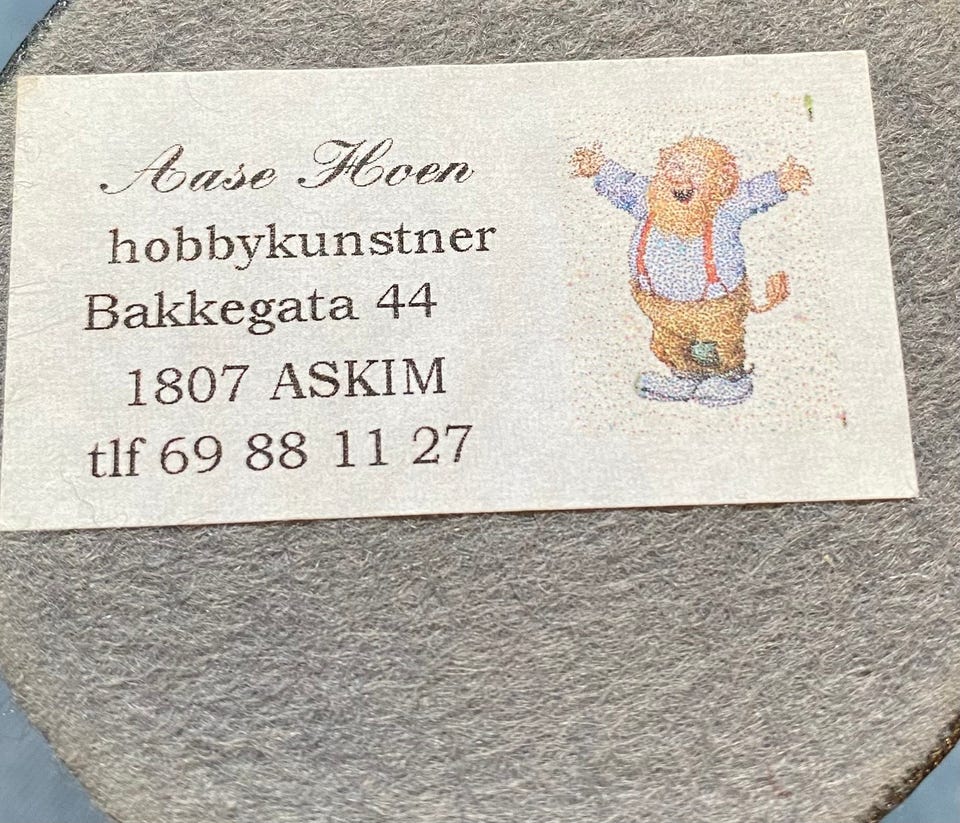 Aase Hoen
hobbykunstner
Bakkegata 44
1807 ASKIM
tlf 69 88 11 27